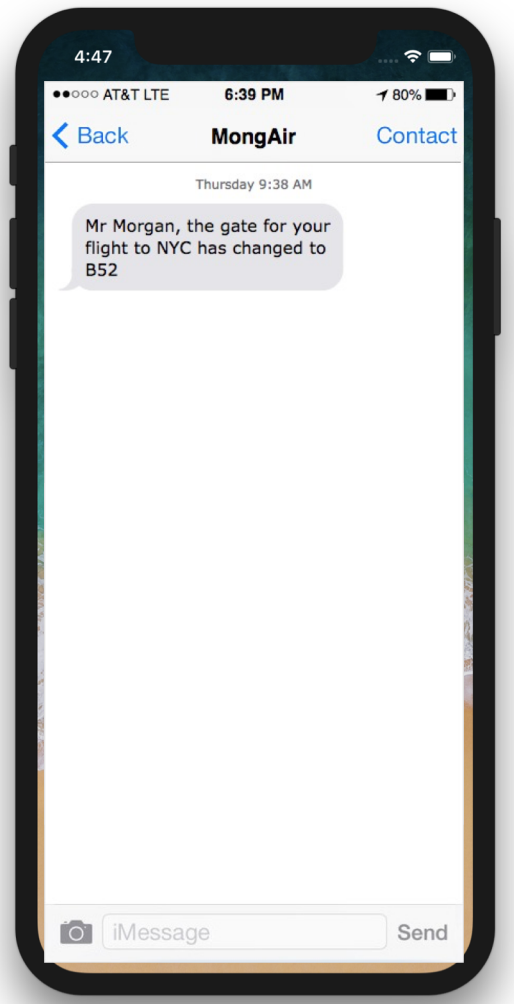 4:47
●●○○○ AT&T LTE 6:39 PM 80%
Back MongAir Contact
Thursday 9:38 AM
Mr Morgan, the gate for your
flight to NYC has changed to
B52
iMessage Send